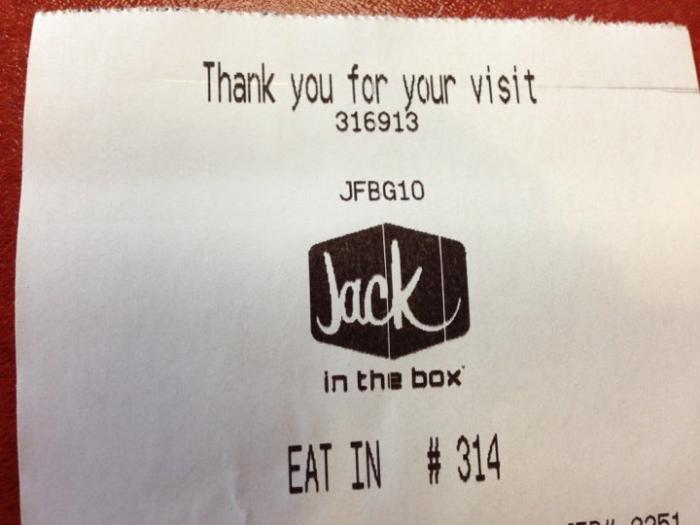 Thank you for your visit
316913
JFBG10
Jack
in the box
EAT IN # 314